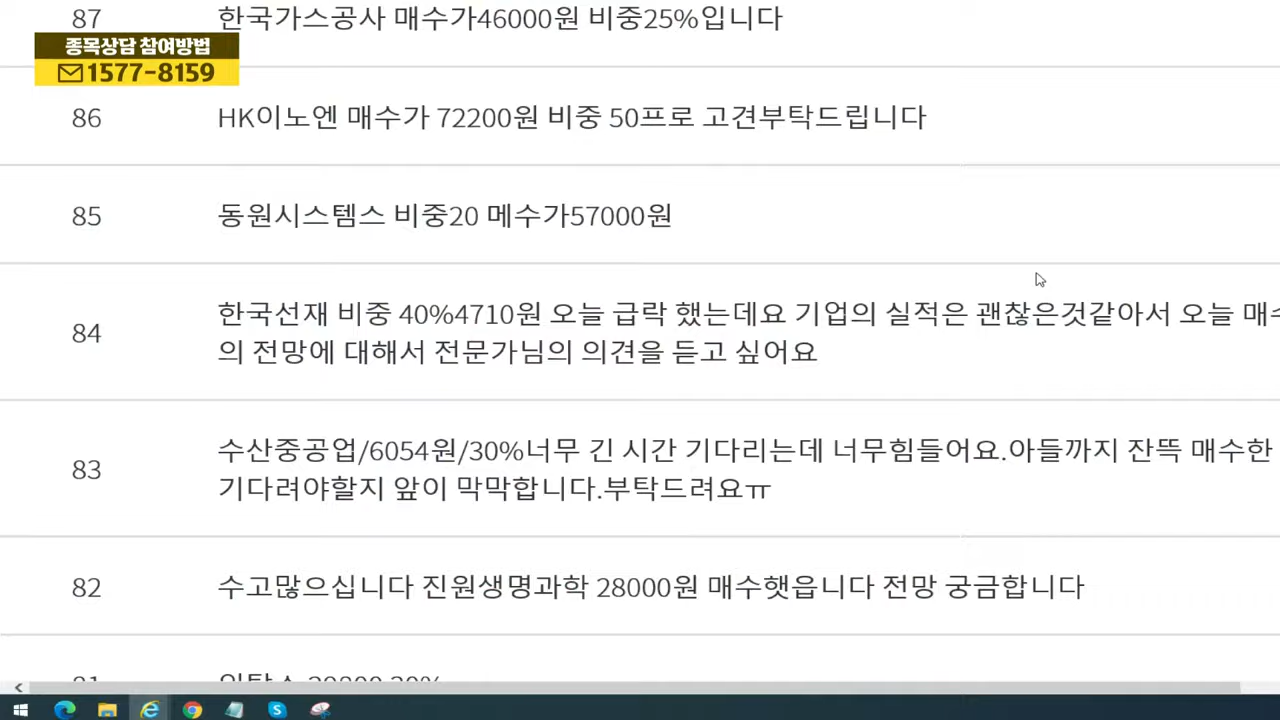 87 한국가스공사 매수가46000원 비중25%입니다
종목상담 참여방법
1577-8159
86 HK이노엔 매수가 72200원 비중 50프로 고견부탁드립니다
85 동원시스템스 비중20 메수가57000원
84 한국선재 비중 40%4710원 오늘 급락 했는데요 기업의 실적은 괜찮은것같아서 오늘 매수
의 전망에 대해서 전문가님의 의견을 듣고 싶어요
83 수산중공업/6054원/30%너무 긴 시간 기다리는데 너무힘들어요.아들까지 잔뜩 매수한
기다려야할지 앞이 막막합니다.부탁드려요ㅠ
82 수고많으십니다 진원생명과학 28000원 매수햇읍니다 전망 궁금합니다